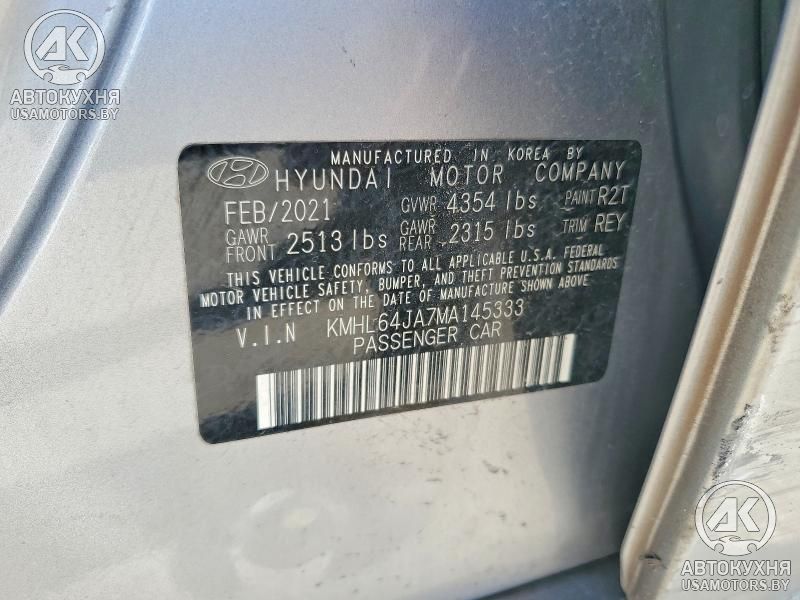 AK
АВТОКУХНЯ
USAMOTORS.BY
MANUFACTURED IN KOREA BY
HYUNDAI MOTOR COMPANY
FEB/2021 GVWR 4354 lbs PAINT R2T
GAWR FRONT 2513 lbs GAWR REAR 2315 lbs TRIM REY
THIS VEHICLE CONFORMS TO ALL APPLICABLE U.S.A. FEDERAL
MOTOR VEHICLE SAFETY, BUMPER, AND THEFT PREVENTION STANDARDS
IN EFFECT ON THE DATE OF MANUFACTURE SHOWN ABOVE.
V.I.N KMHL64JA7MA145333
PASSENGER CAR
AK
АВТОКУХНЯ
USAMOTORS.BY